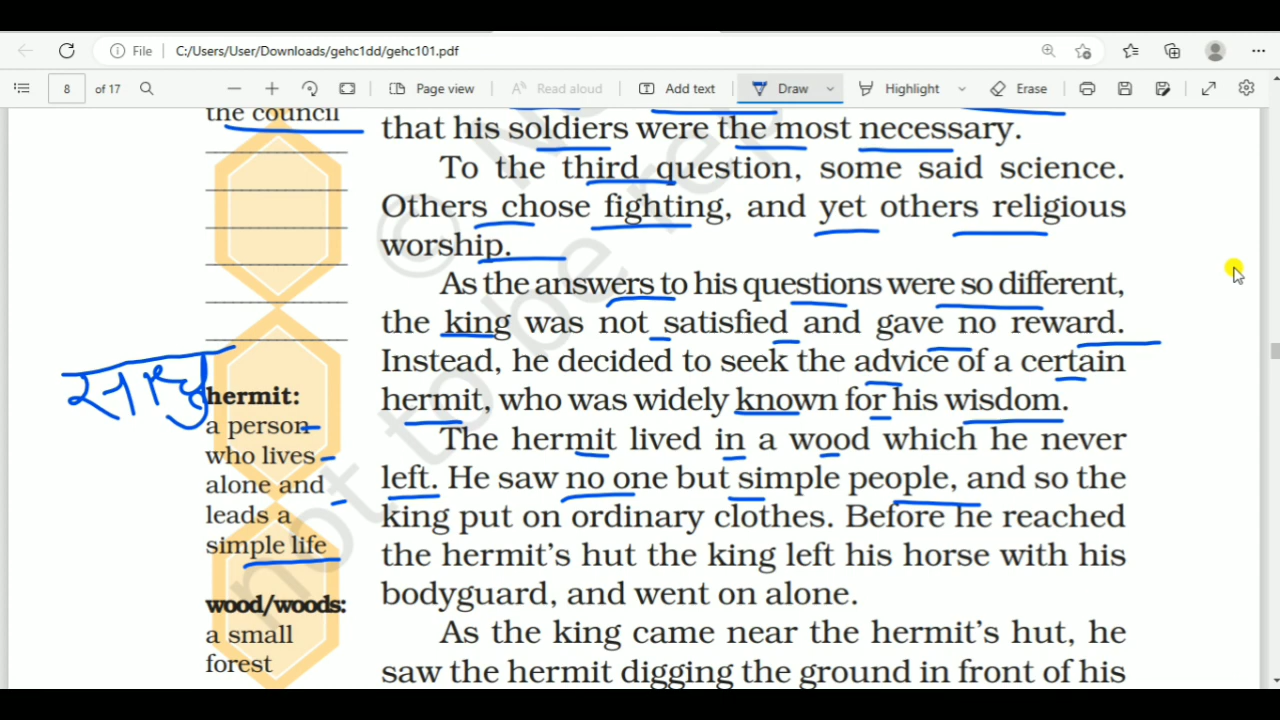 File
C:/Users/User/Downloads/gehc1dd/gehc101.pdf
8 of 17
Page view
Read aloud
Add text
Draw
Highlight
Erase
the council
hermit:
a person
who lives
alone and
leads a
simple life
wood/woods:
a small
forest
साधु
that his soldiers were the most necessary.
To the third question, some said science.
Others chose fighting, and yet others religious
worship.
As the answers to his questions were so different,
the king was not satisfied and gave no reward.
Instead, he decided to seek the advice of a certain
hermit, who was widely known for his wisdom.
The hermit lived in a wood which he never
left. He saw no one but simple people, and so the
king put on ordinary clothes. Before he reached
the hermit's hut the king left his horse with his
bodyguard, and went on alone.
As the king came near the hermit's hut, he
saw the hermit digging the ground in front of his
not to be re